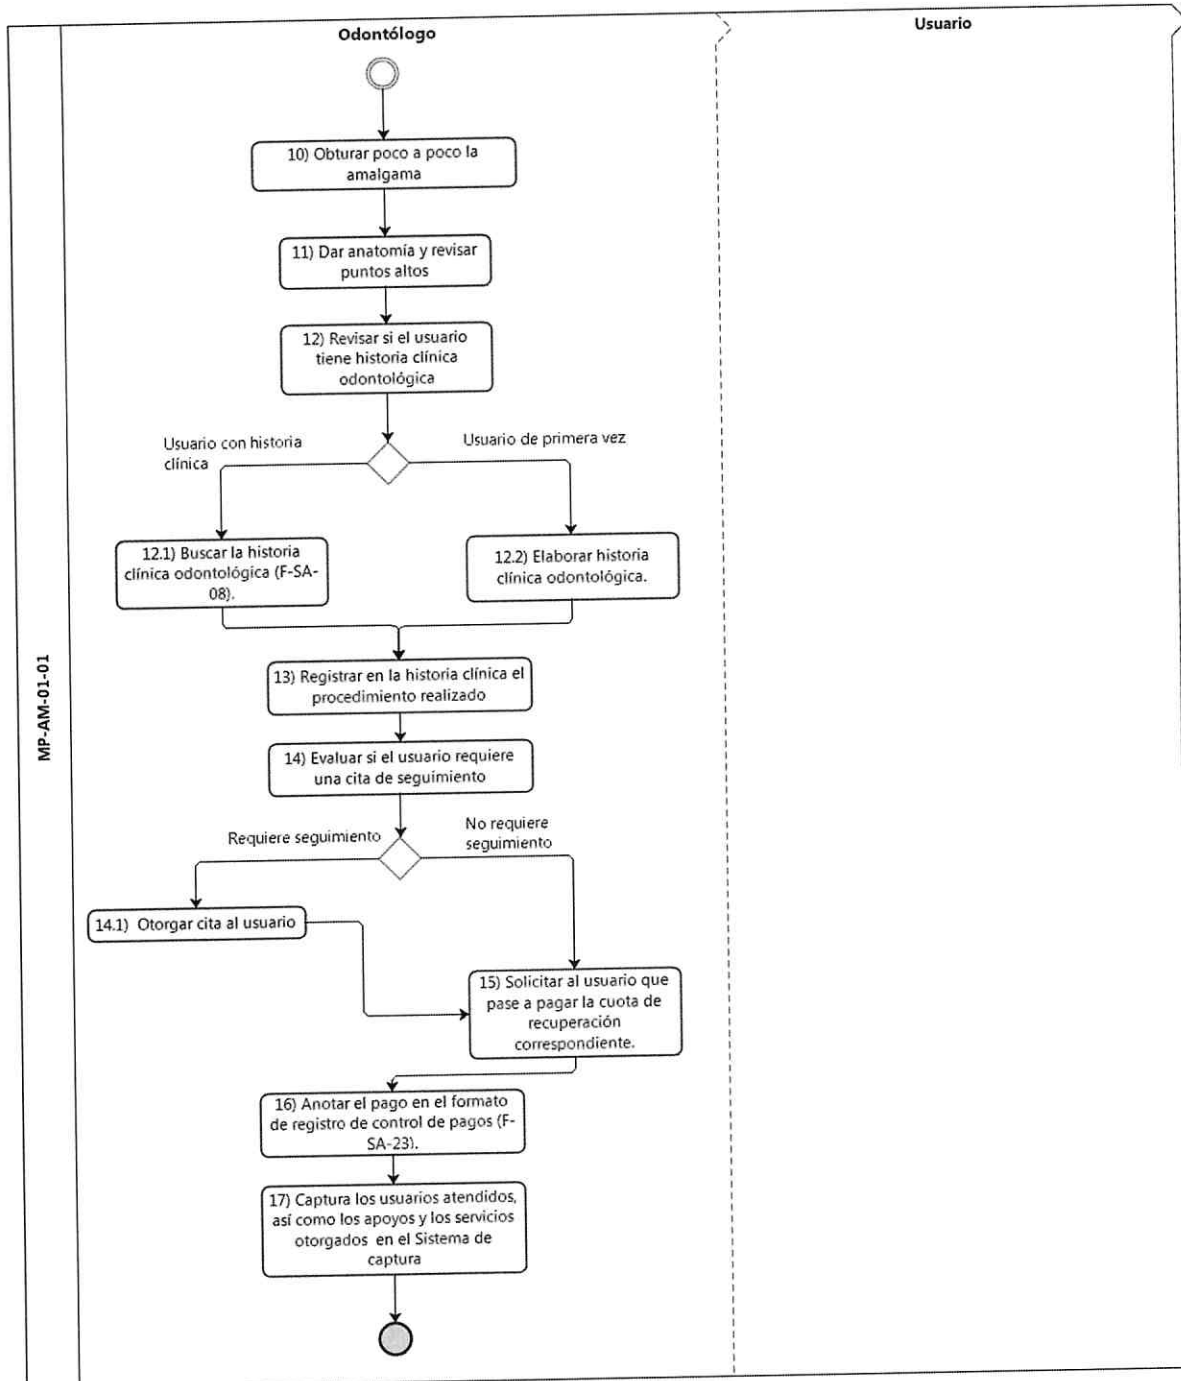 Odontólogo
Usuario
MP-AM-01-01
10) Obturar poco a poco la
amalgama
11) Dar anatomía y revisar
puntos altos
12) Revisar si el usuario
tiene historia clínica
odontológica
Usuario con historia
clínica
Usuario de primera vez
12.1) Buscar la historia
clínica odontológica (F-SA-
08).
12.2) Elaborar historia
clínica odontológica.
13) Registrar en la historia clínica el
procedimiento realizado
14) Evaluar si el usuario requiere
una cita de seguimiento
Requiere seguimiento
No requiere
seguimiento
14.1) Otorgar cita al usuario
15) Solicitar al usuario que
pase a pagar la cuota de
recuperación
correspondiente.
16) Anotar el pago en el formato
de registro de control de pagos (F-
SA-23).
17) Captura los usuarios atendidos,
así como los apoyos y los servicios
otorgados en el Sistema de
captura